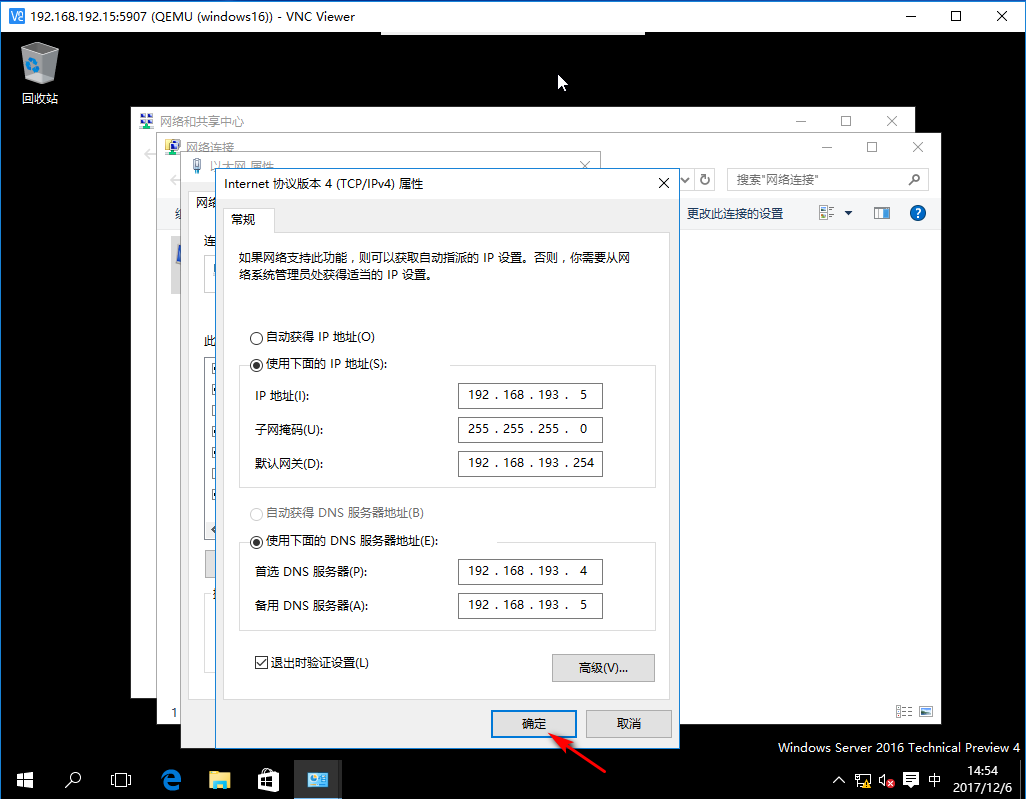 192.168.192.15:5907 (QEMU (windows16)) - VNC Viewer
回收站
网络和共享中心
网络连接
以太网 属性
Internet 协议版本 4 (TCP/IPv4) 属性
搜索"网络连接"
网络
常规
更改此连接的设置
如果网络支持此功能，则可以获取自动指派的 IP 设置。否则，你需要从网
络系统管理员处获得适当的 IP 设置。
自动获得 IP 地址(O)
使用下面的 IP 地址(S):
IP 地址(I):
192 . 168 . 193 . 5
子网掩码(U):
255 . 255 . 255 . 0
默认网关(D):
192 . 168 . 193 . 254
自动获得 DNS 服务器地址(B)
使用下面的 DNS 服务器地址(E):
首选 DNS 服务器(P):
192 . 168 . 193 . 4
备用 DNS 服务器(A):
192 . 168 . 193 . 5
退出时验证设置(L)
高级(V)...
1
确定
取消
Windows Server 2016 Technical Preview 4
中
14:54
2017/12/6